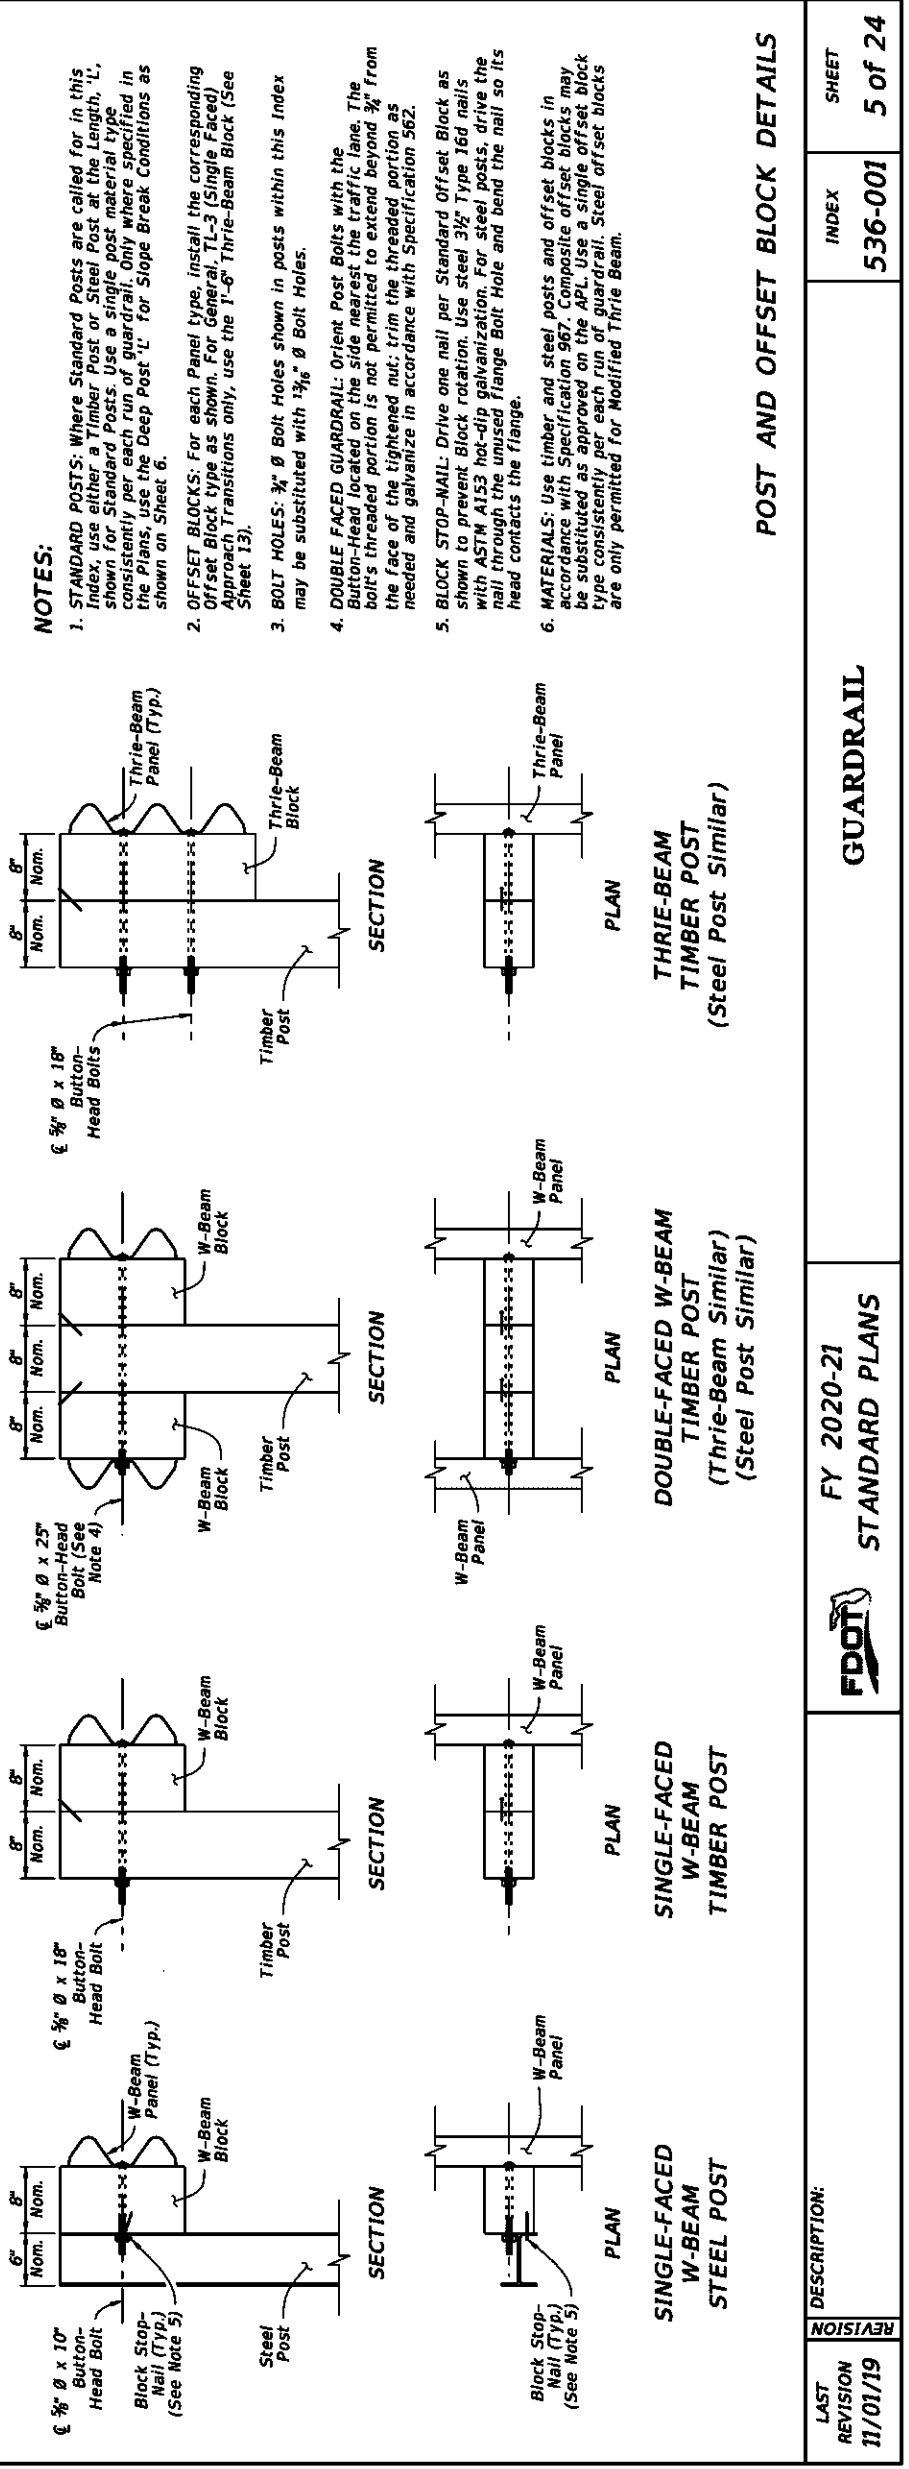 ℄ ⅝" Ø x 10"
Button-
Head Bolt
6"
Nom.
8"
Nom.
W-Beam
Panel (Typ.)
W-Beam
Block
Block Stop-
Nail (Typ.)
(See Note 5)
Steel
Post
SECTION
Block Stop-
Nail (Typ.)
(See Note 5)
W-Beam
Panel
PLAN
SINGLE-FACED
W-BEAM
STEEL POST
℄ ⅝" Ø x 18"
Button-
Head Bolt
8"
Nom.
8"
Nom.
W-Beam
Block
Timber
Post
SECTION
W-Beam
Panel
PLAN
SINGLE-FACED
W-BEAM
TIMBER POST
℄ ⅝" Ø x 25"
Button-Head
Bolt (See
Note 4)
8"
Nom.
8"
Nom.
8"
Nom.
W-Beam
Block
W-Beam
Block
Timber
Post
SECTION
W-Beam
Panel
W-Beam
Panel
PLAN
DOUBLE-FACED W-BEAM
TIMBER POST
(Thrie-Beam Similar)
(Steel Post Similar)
℄ ⅝" Ø x 18"
Button-
Head Bolts
8"
Nom.
8"
Nom.
Thrie-Beam
Panel (Typ.)
Thrie-Beam
Block
Timber
Post
SECTION
Thrie-Beam
Panel
PLAN
THRIE-BEAM
TIMBER POST
(Steel Post Similar)
NOTES:
1. STANDARD POSTS: Where Standard Posts are called for in this
Index, use either a Timber Post or Steel Post at the Length, 'L',
shown for Standard Posts. Use a single post material type
consistently per each run of guardrail. Only where specified in
the Plans, use the Deep Post 'L' for Slope Break Conditions as
shown on Sheet 6.
2. OFFSET BLOCKS: For each Panel type, install the corresponding
Offset Block type as shown. For General, TL-3 (Single Faced)
Approach Transitions only, use the 1'-6" Thrie-Beam Block (See
Sheet 13).
3. BOLT HOLES: ¾" Ø Bolt Holes shown in posts within this Index
may be substituted with 13⁄16" Ø Bolt Holes.
4. DOUBLE FACED GUARDRAIL: Orient Post Bolts with the
Button-Head located on the side nearest the traffic lane. The
bolt's threaded portion is not permitted to extend beyond ¾" from
the face of the tightened nut; trim the threaded portion as
needed and galvanize in accordance with Specification 562.
5. BLOCK STOP-NAIL: Drive one nail per Standard Offset Block as
shown to prevent Block rotation. Use steel 3½" Type 16d nails
with ASTM A153 hot-dip galvanization. For steel posts, drive the
nail through the unused flange Bolt Hole and bend the nail so its
head contacts the flange.
6. MATERIALS: Use timber and steel posts and offset blocks in
accordance with Specification 967. Composite offset blocks may
be substituted as approved on the APL. Use a single offset block
type consistently per each run of guardrail. Steel offset blocks
are only permitted for Modified Thrie Beam.
POST AND OFFSET BLOCK DETAILS
LAST
REVISION
11/01/19
REVISION
DESCRIPTION:
FDOT
FY 2020-21
STANDARD PLANS
GUARDRAIL
INDEX
536-001
SHEET
5 of 24